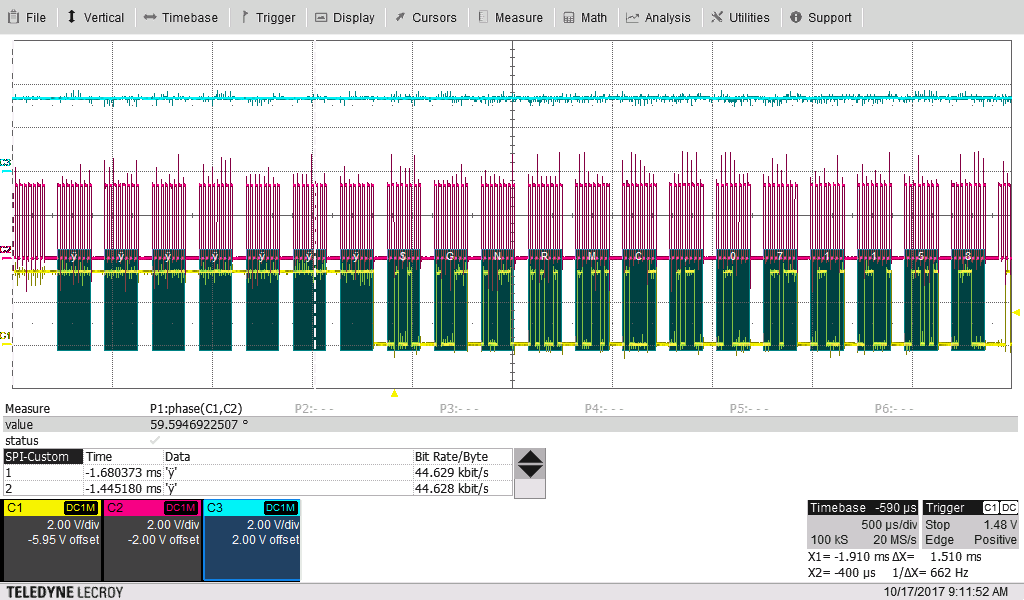 File Vertical Timebase Trigger Display Cursors Measure Math Analysis Utilities Support
ÿ ÿ ÿ ÿ ÿ ÿ ÿ $ G N R M C , 0 7 1 1 5 3
C1
Measure P1:phase(C1,C2) P2:- - - P3:- - - P4:- - - P5:- - - P6:- - -
value 59.5946922507 °
status
SPI-Custom Time Data Bit Rate/Byte
1 -1.680373 ms 'ÿ' 44.629 kbit/s
2 -1.445180 ms 'ÿ' 44.628 kbit/s
C1 DC1M C2 DC1M C3 DC1M
2.00 V/div 2.00 V/div 2.00 V/div
-5.95 V offset -2.00 V offset 2.00 V offset
Timebase -590 µs Trigger C1 DC
500 µs/div Stop 1.48 V
100 kS 20 MS/s Edge Positive
X1= -1.910 ms ΔX= 1.510 ms
X2= -400 µs 1/ΔX= 662 Hz
TELEDYNE LECROY 10/17/2017 9:11:52 AM